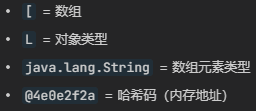 • [ = 数组
• L = 对象类型
• java.lang.String = 数组元素类型
• @4e0e2f2a = 哈希码（内存地址）